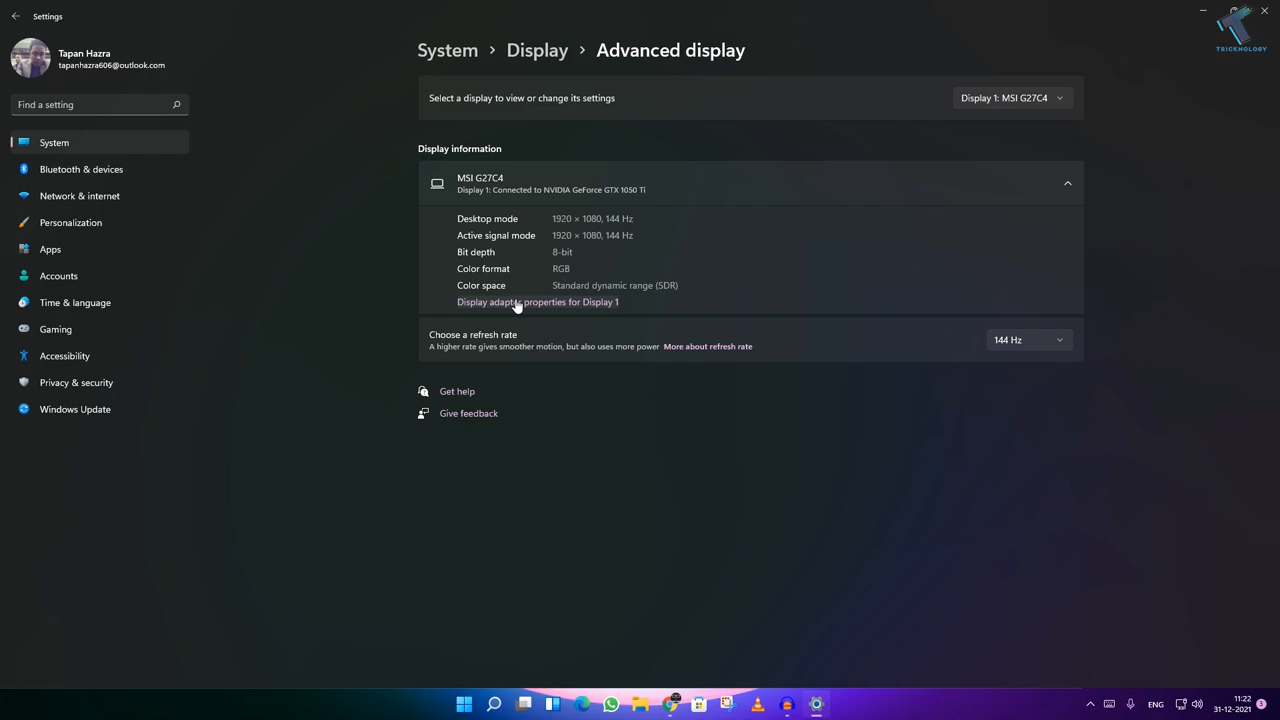 Settings
TRICKNOLOGY
Tapan Hazra
tapanhazra606@outlook.com
Find a setting
System
Bluetooth & devices
Network & internet
Personalization
Apps
Accounts
Time & language
Gaming
Accessibility
Privacy & security
Windows Update
System > Display > Advanced display
Select a display to view or change its settings
Display 1: MSI G27C4
Display information
MSI G27C4
Display 1: Connected to NVIDIA GeForce GTX 1050 Ti
Desktop mode 1920 × 1080, 144 Hz
Active signal mode 1920 × 1080, 144 Hz
Bit depth 8-bit
Color format RGB
Color space Standard dynamic range (SDR)
Display adapter properties for Display 1
Choose a refresh rate
A higher rate gives smoother motion, but also uses more power More about refresh rate
144 Hz
Get help
Give feedback
ENG
11:22
31-12-2021
3